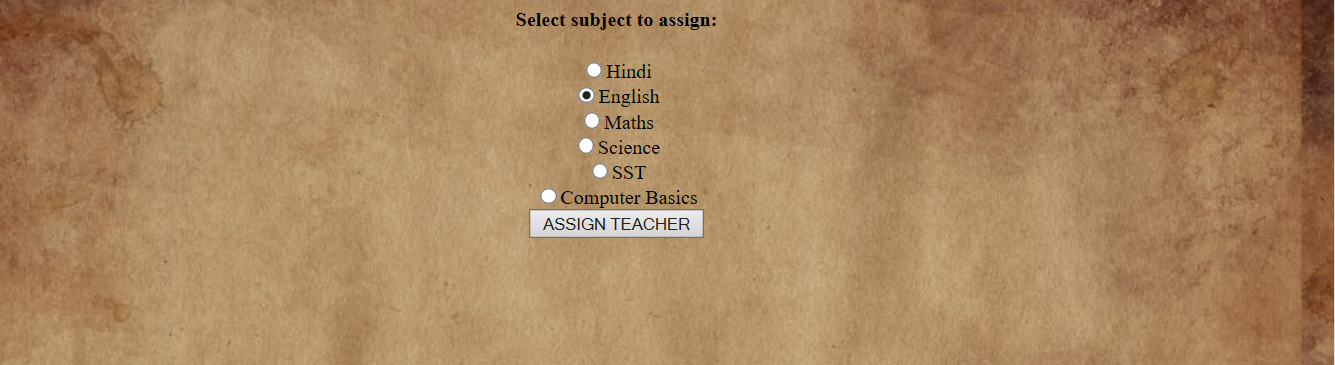 Select subject to assign:
Hindi
English
Maths
Science
SST
Computer Basics
ASSIGN TEACHER